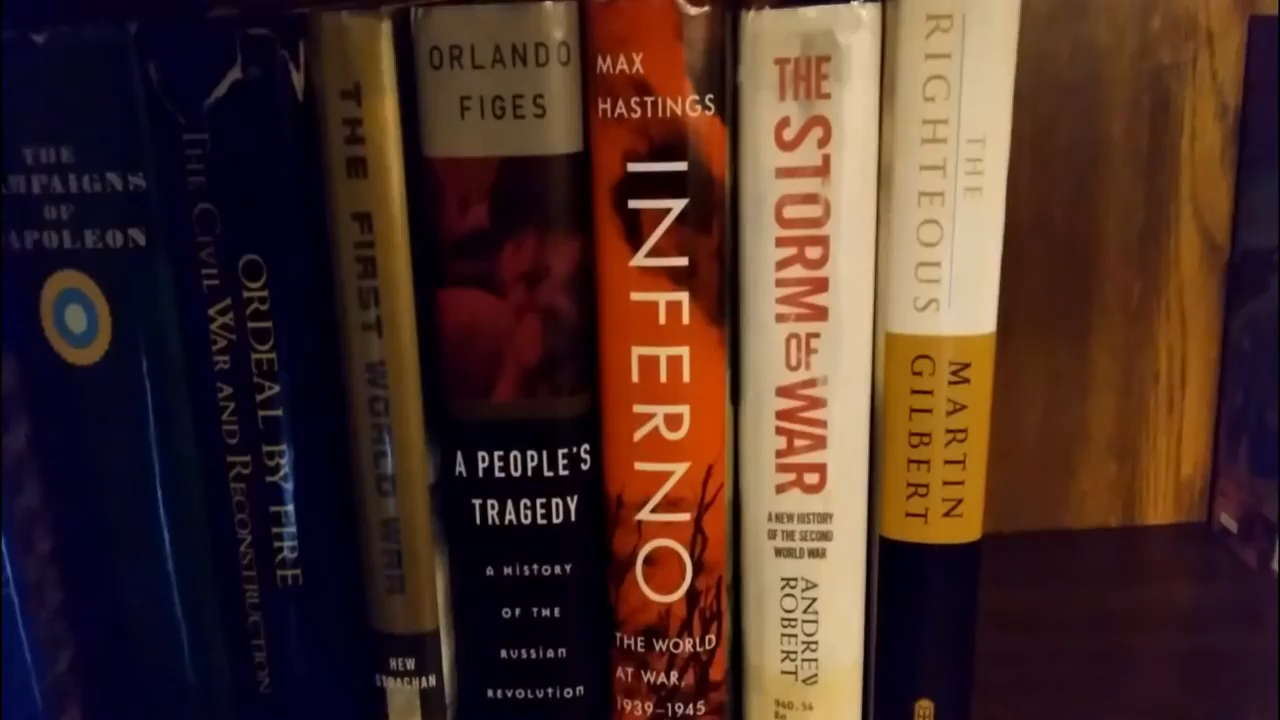 THE
MPAIGNS
OF
APOLEON
THE CIVIL WAR AND RECONSTRUCTION
ORDEAL BY FIRE
THE FIRST WORLD WAR
HEW
STRACHAN
ORLANDO
FIGES
A PEOPLE'S
TRAGEDY
A HISTORY
OF THE
RUSSIAN
REVOLUTION
MAX
HASTINGS
INFERNO
THE WORLD
AT WAR,
1939-1945
THE STORM OF WAR
A NEW HISTORY
OF THE SECOND
WORLD WAR
ANDREW
ROBERT
940.54
THE
RIGHTEOUS
MARTIN
GILBERT